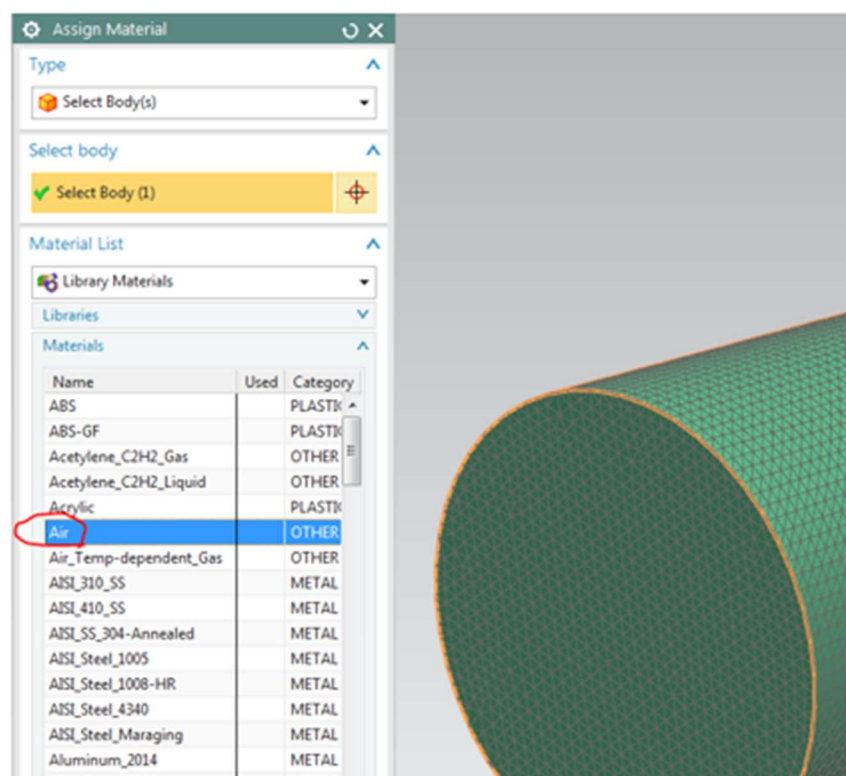 Assign Material
Type
Select Body(s)
Select body
Select Body (1)
Material List
Library Materials
Libraries
Materials
Name Used Category
ABS PLASTIC
ABS-GF PLASTIC
Acetylene_C2H2_Gas OTHER
Acetylene_C2H2_Liquid OTHER
Acrylic PLASTIC
Air OTHER
Air_Temp-dependent_Gas OTHER
AISI_310_SS METAL
AISI_410_SS METAL
AISI_SS_304-Annealed METAL
AISI_Steel_1005 METAL
AISI_Steel_1008-HR METAL
AISI_Steel_4340 METAL
AISI_Steel_Maraging METAL
Aluminum_2014 METAL